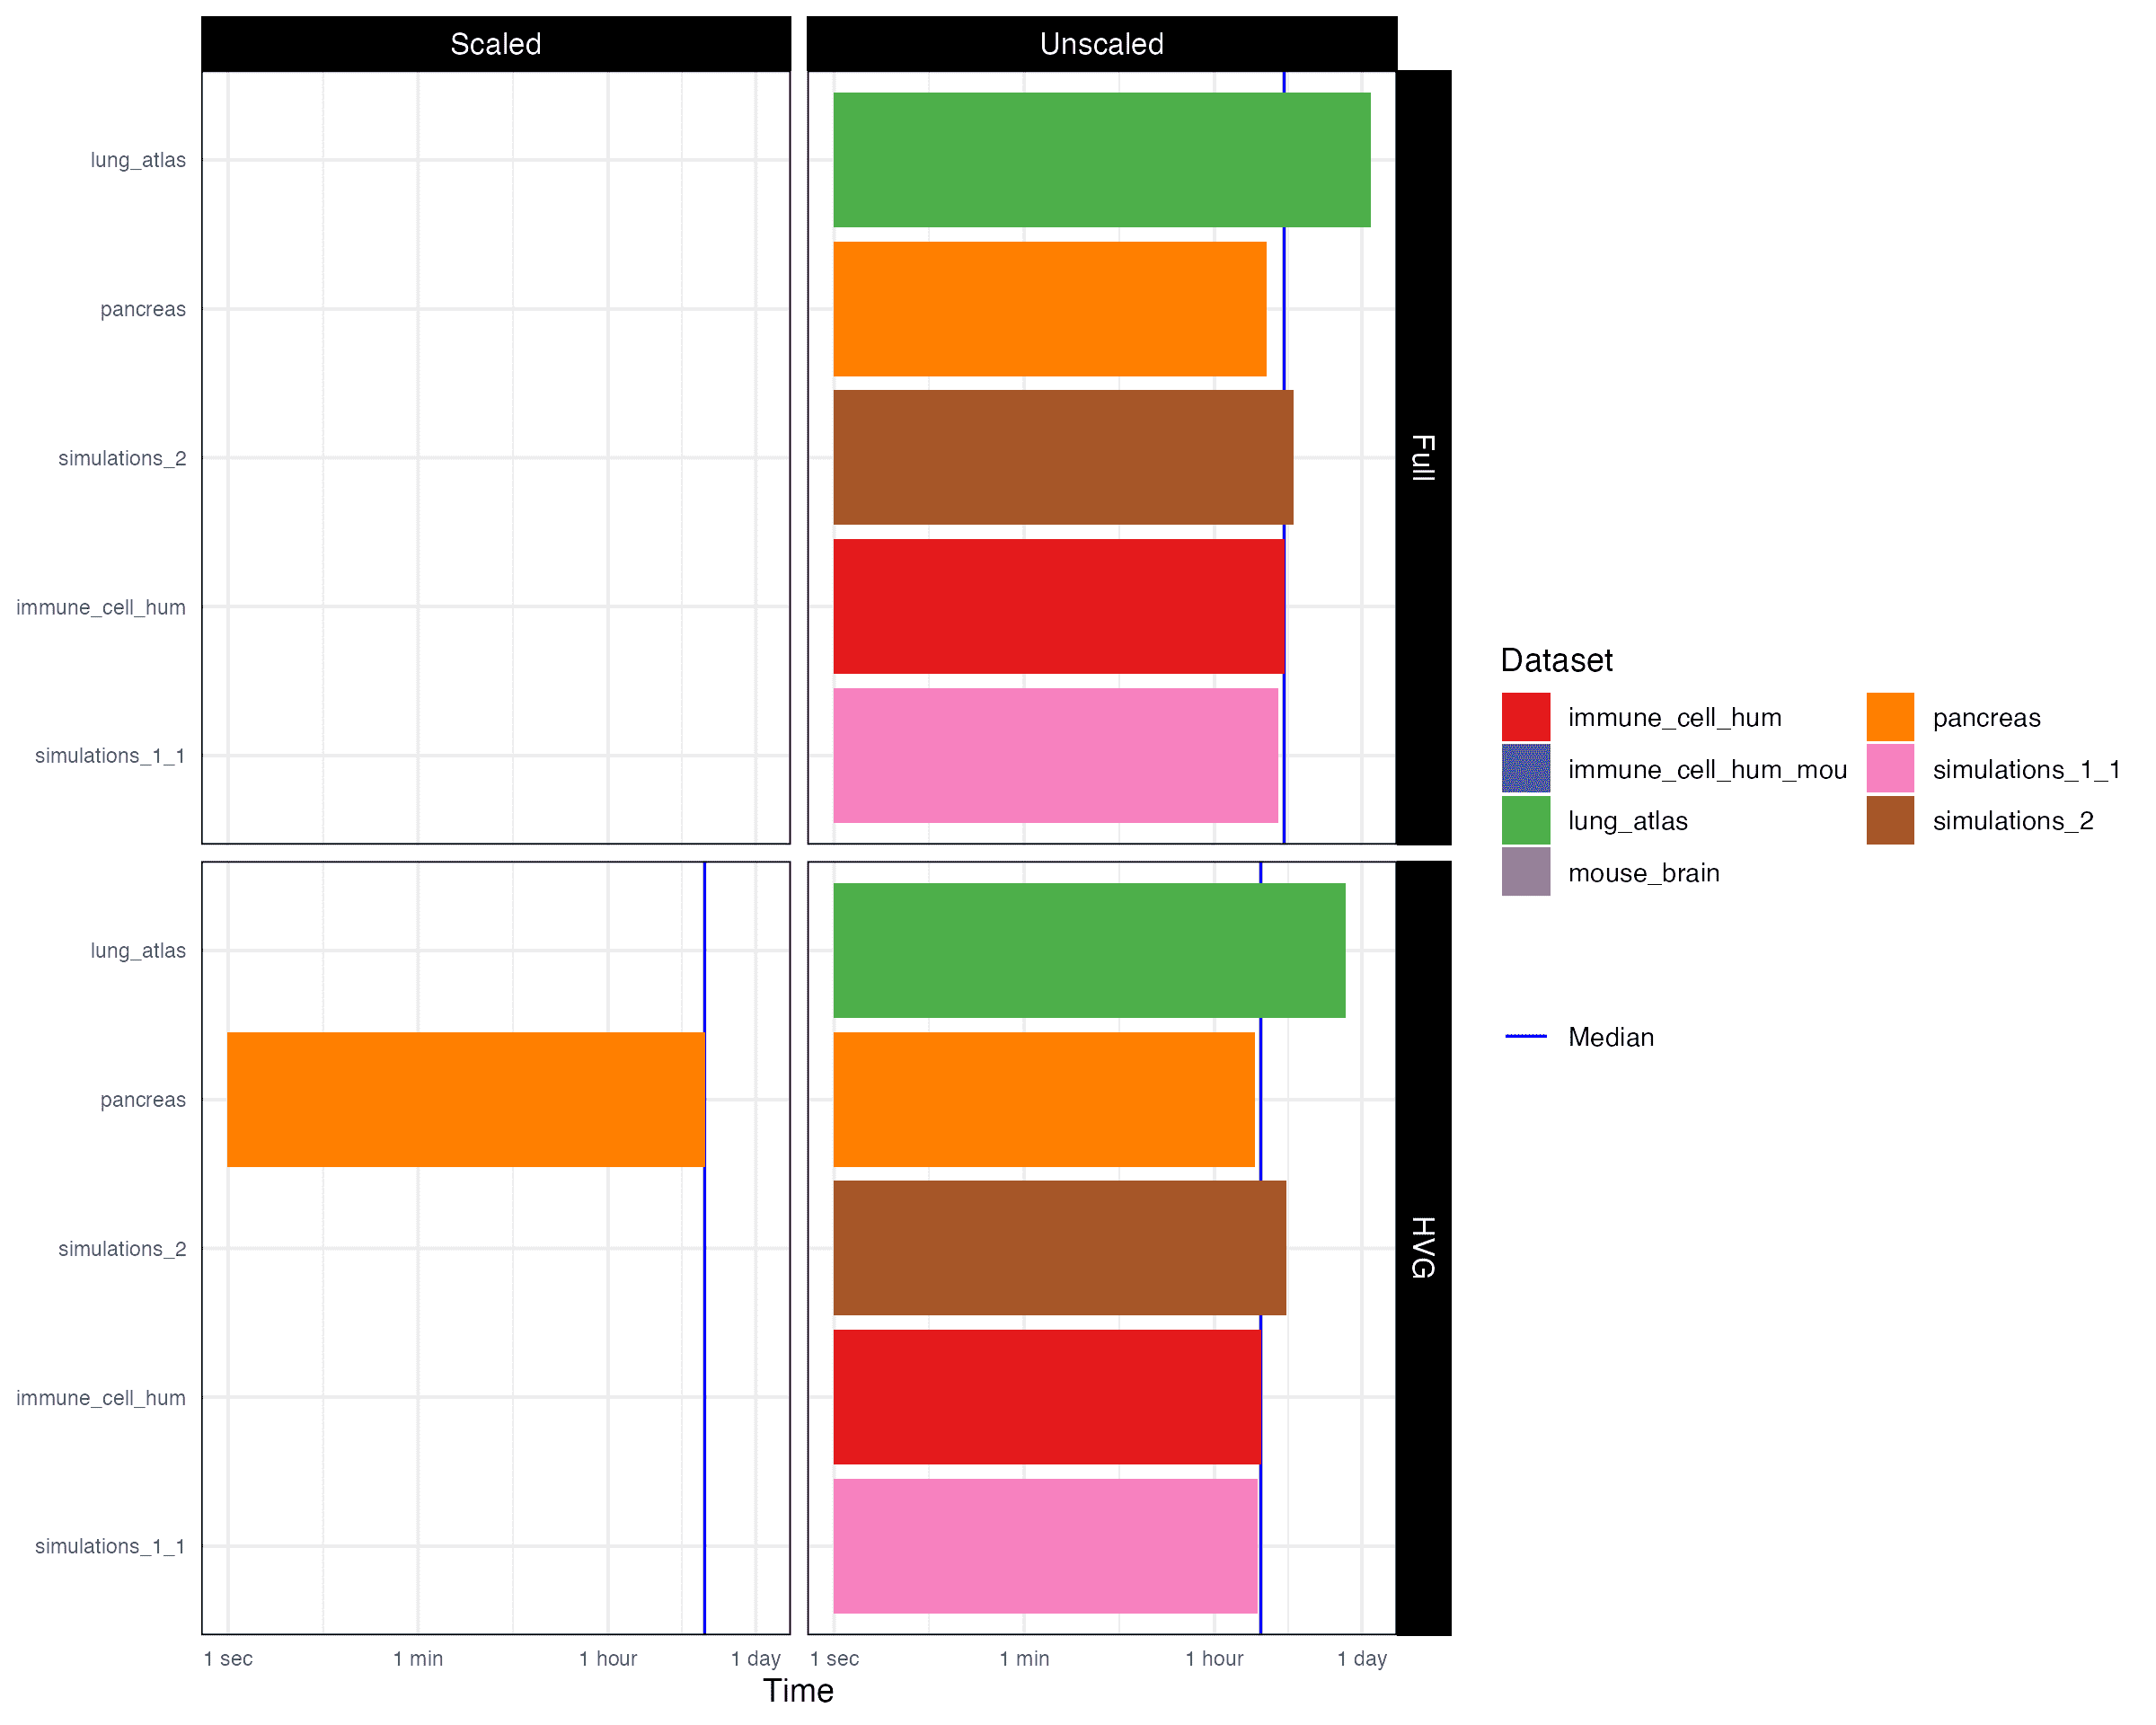 Scaled
Unscaled
lung_atlas
pancreas
simulations_2
immune_cell_hum
simulations_1_1
Full
lung_atlas
pancreas
simulations_2
immune_cell_hum
simulations_1_1
HVG
1 sec
1 min
1 hour
1 day
1 sec
1 min
1 hour
1 day
Time
Dataset
immune_cell_hum
immune_cell_hum_mou
lung_atlas
mouse_brain
pancreas
simulations_1_1
simulations_2
Median